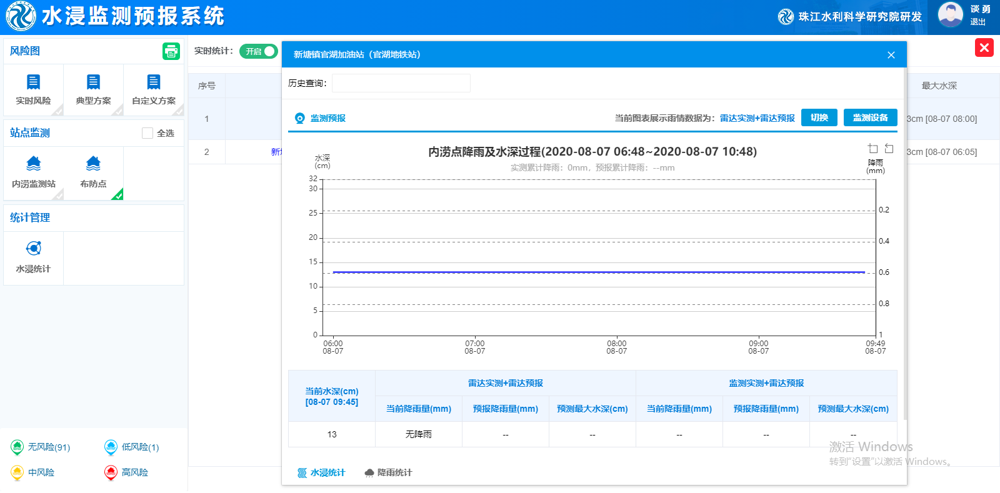 水浸监测预报系统
珠江水利科学研究院研发
谈 勇
退出
风险图
实时风险
典型方案
自定义方案
站点监测
全选
内涝监测站
布防点
统计管理
水浸统计
无风险(91)
低风险(1)
中风险
高风险
实时统计：
开启
序号
最大水深
1
3cm [08-07 08:00]
2
3cm [08-07 06:05]
新塘镇官湖加油站（官湖地铁站）
历史查询：
监测预报
当前图表展示雨情数据为：雷达实测+雷达预报
切换
监测设备
内涝点降雨及水深过程(2020-08-07 06:48~2020-08-07 10:48)
实测累计降雨：0mm，预报累计降雨：--mm
水深
(cm)
降雨
(mm)
32
30
25
20
15
10
5
0
0.2
0.4
0.6
0.8
1
06:00
08-07
07:00
08-07
08:00
08-07
09:00
08-07
09:49
08-07
当前水深(cm)
[08-07 09:45]
雷达实测+雷达预报
监测实测+雷达预报
当前降雨量(mm)
预报降雨量(mm)
预测最大水深(cm)
当前降雨量(mm)
预报降雨量(mm)
预测最大水深(cm)
13
无降雨
--
--
--
--
--
水浸统计
降雨统计
激活 Windows
转到"设置"以激活 Windows。